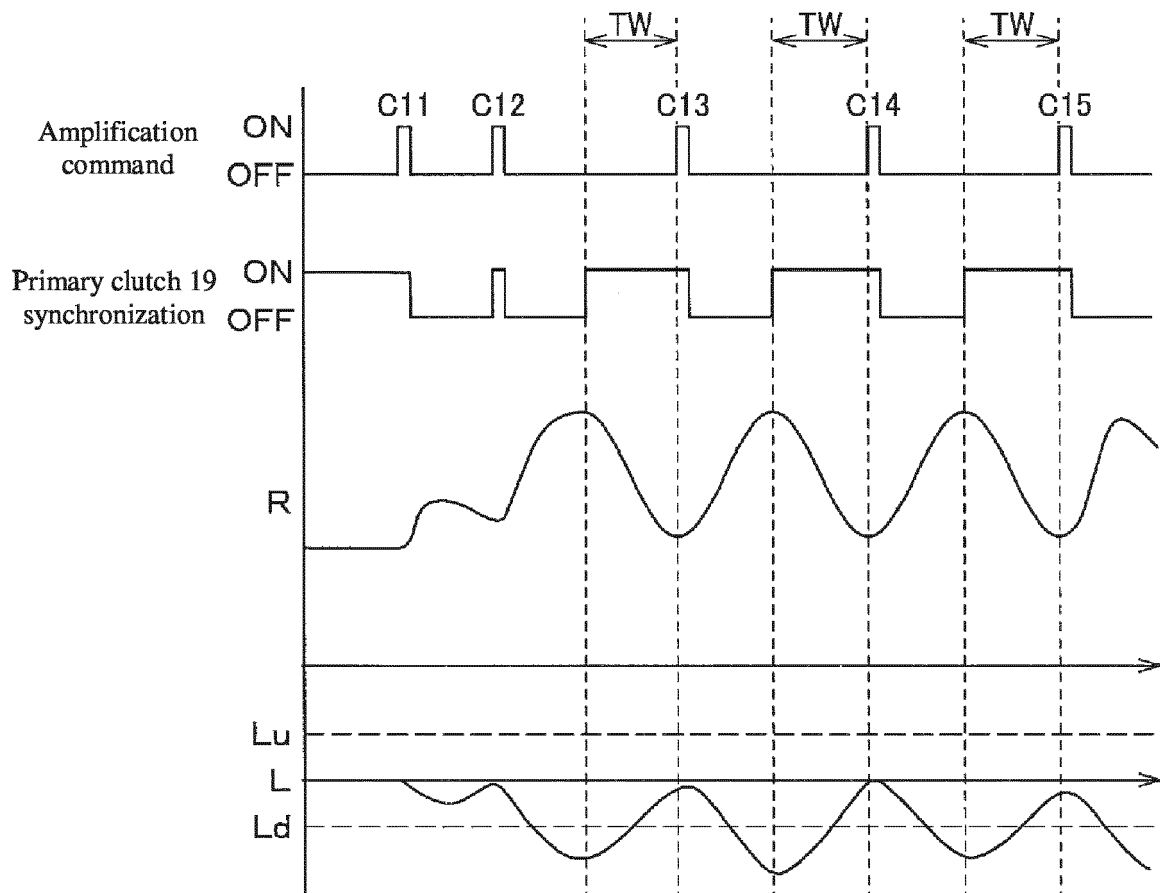 TW TW TW
C11 C12 C13 C14 C15
Amplification
command
ON
OFF
Primary clutch 19
synchronization
ON
OFF
R
Lu
L
Ld